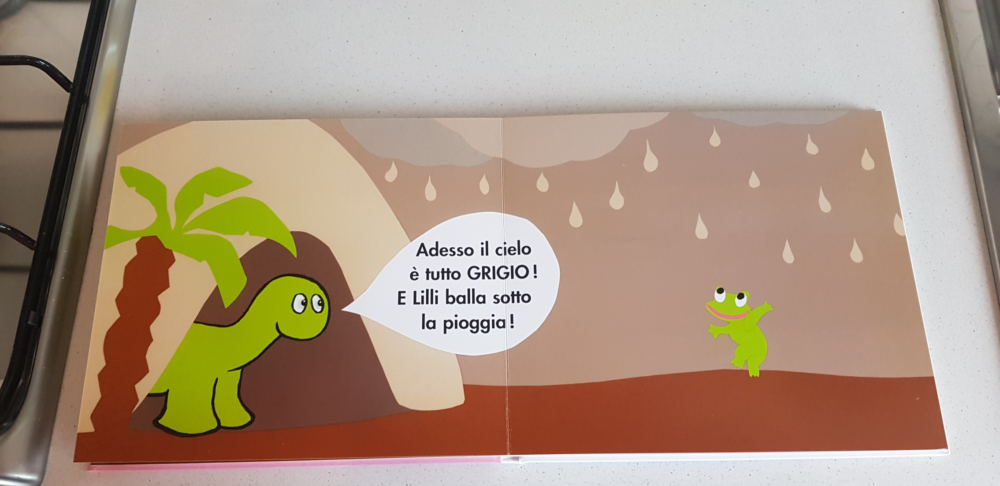 Adesso il cielo
è tutto GRIGIO!
E Lilli balla sotto
la pioggia!